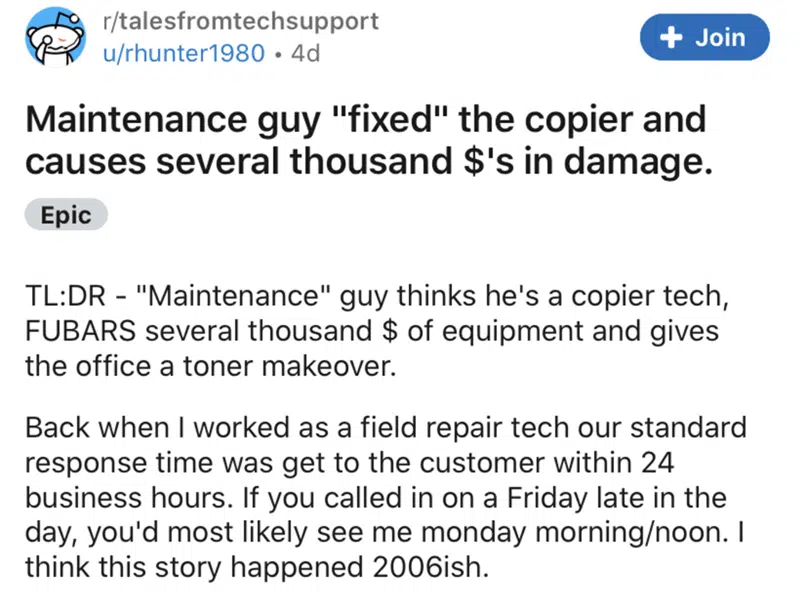 r/talesfromtechsupport
u/rhunter1980 • 4d
+ Join
Maintenance guy "fixed" the copier and
causes several thousand $'s in damage.
Epic
TL:DR - "Maintenance" guy thinks he's a copier tech,
FUBARS several thousand $ of equipment and gives
the office a toner makeover.
Back when I worked as a field repair tech our standard
response time was get to the customer within 24
business hours. If you called in on a Friday late in the
day, you'd most likely see me monday morning/noon. I
think this story happened 2006ish.